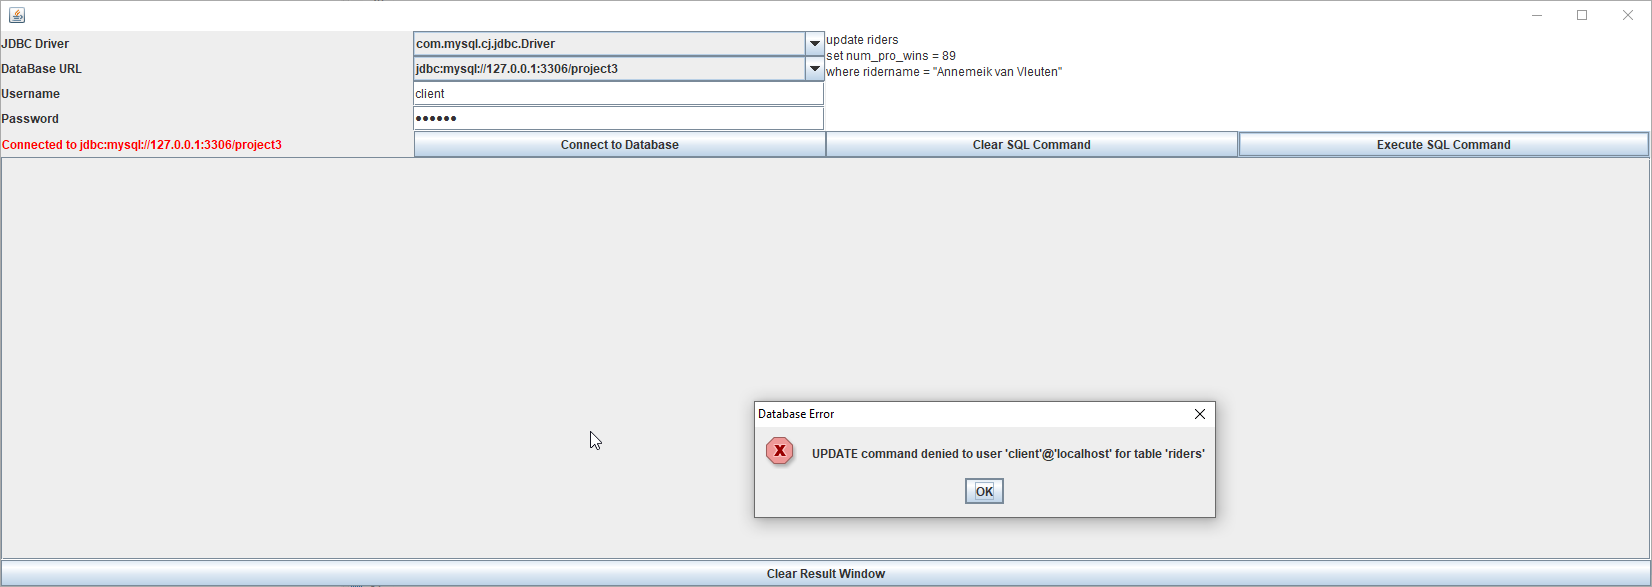 JDBC Driver
com.mysql.cj.jdbc.Driver
update riders
set num_pro_wins = 89
where ridername = "Annemeik van Vleuten"
DataBase URL
jdbc:mysql://127.0.0.1:3306/project3
Username
client
Password
••••••
Connected to jdbc:mysql://127.0.0.1:3306/project3
Connect to Database
Clear SQL Command
Execute SQL Command
Database Error
UPDATE command denied to user 'client'@'localhost' for table 'riders'
OK
Clear Result Window